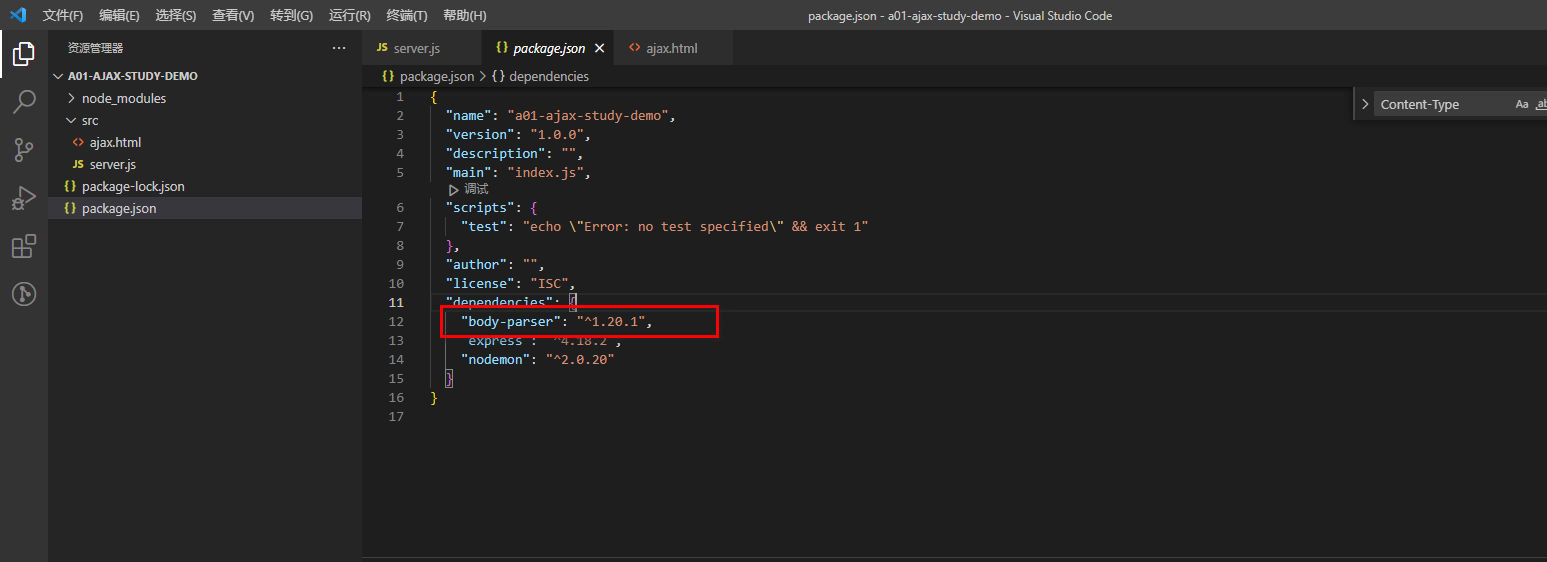 文件(F) 编辑(E) 选择(S) 查看(V) 转到(G) 运行(R) 终端(T) 帮助(H) package.json - a01-ajax-study-demo - Visual Studio Code
资源管理器 ···
A01-AJAX-STUDY-DEMO
node_modules
src
ajax.html
JS server.js
{} package-lock.json
{} package.json
JS server.js {} package.json ajax.html
{} package.json > {} dependencies
Content-Type Aa ab
1 {
2 "name": "a01-ajax-study-demo",
3 "version": "1.0.0",
4 "description": "",
5 "main": "index.js",
调试
6 "scripts": {
7 "test": "echo \"Error: no test specified\" && exit 1"
8 },
9 "author": "",
10 "license": "ISC",
11 "dependencies": {
12 "body-parser": "^1.20.1",
13 "express": "^4.18.2",
14 "nodemon": "^2.0.20"
15 }
16 }
17